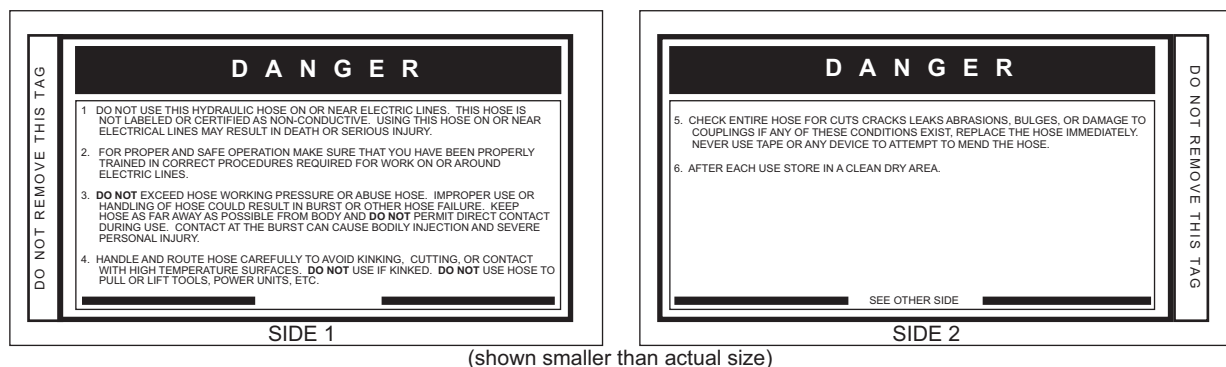 DO NOT REMOVE THIS TAG
D A N G E R
1 DO NOT USE THIS HYDRAULIC HOSE ON OR NEAR ELECTRIC LINES. THIS HOSE IS
NOT LABELED OR CERTIFIED AS NON-CONDUCTIVE. USING THIS HOSE ON OR NEAR
ELECTRICAL LINES MAY RESULT IN DEATH OR SERIOUS INJURY.
2. FOR PROPER AND SAFE OPERATION MAKE SURE THAT YOU HAVE BEEN PROPERLY
TRAINED IN CORRECT PROCEDURES REQUIRED FOR WORK ON OR AROUND
ELECTRIC LINES.
3. DO NOT EXCEED HOSE WORKING PRESSURE OR ABUSE HOSE. IMPROPER USE OR
HANDLING OF HOSE COULD RESULT IN BURST OR OTHER HOSE FAILURE. KEEP
HOSE AS FAR AWAY AS POSSIBLE FROM BODY AND DO NOT PERMIT DIRECT CONTACT
DURING USE. CONTACT AT THE BURST CAN CAUSE BODILY INJECTION AND SEVERE
PERSONAL INJURY.
4. HANDLE AND ROUTE HOSE CAREFULLY TO AVOID KINKING, CUTTING, OR CONTACT
WITH HIGH TEMPERATURE SURFACES. DO NOT USE IF KINKED. DO NOT USE HOSE TO
PULL OR LIFT TOOLS, POWER UNITS, ETC.
SIDE 1
D A N G E R
5. CHECK ENTIRE HOSE FOR CUTS CRACKS LEAKS ABRASIONS, BULGES, OR DAMAGE TO
COUPLINGS IF ANY OF THESE CONDITIONS EXIST, REPLACE THE HOSE IMMEDIATELY.
NEVER USE TAPE OR ANY DEVICE TO ATTEMPT TO MEND THE HOSE.
6. AFTER EACH USE STORE IN A CLEAN DRY AREA.
SEE OTHER SIDE
DO NOT REMOVE THIS TAG
SIDE 2
(shown smaller than actual size)